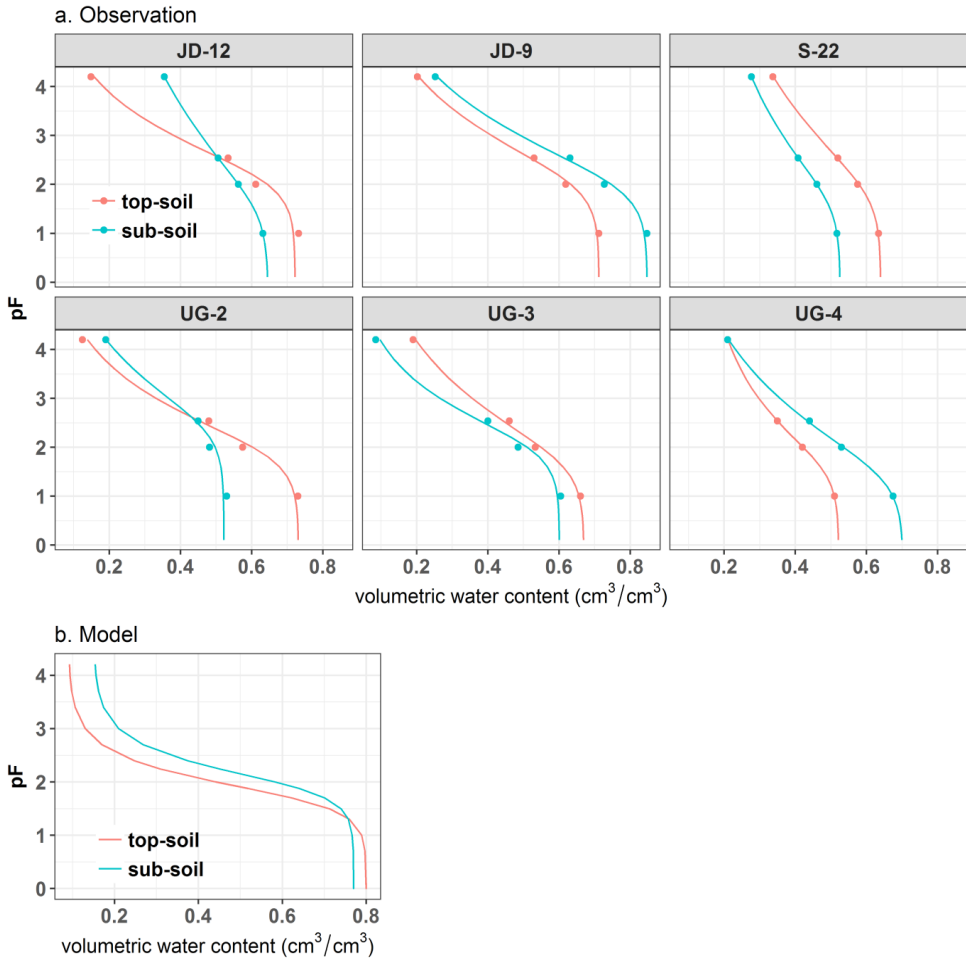 a. Observation
JD-12 JD-9 S-22
4
3
2
1
0
top-soil
sub-soil
pF
UG-2 UG-3 UG-4
4
3
2
1
0
0.2 0.4 0.6 0.8 0.2 0.4 0.6 0.8 0.2 0.4 0.6 0.8
volumetric water content (cm³/cm³)
b. Model
4
3
2
1
0
pF
top-soil
sub-soil
0.2 0.4 0.6 0.8
volumetric water content (cm³/cm³)